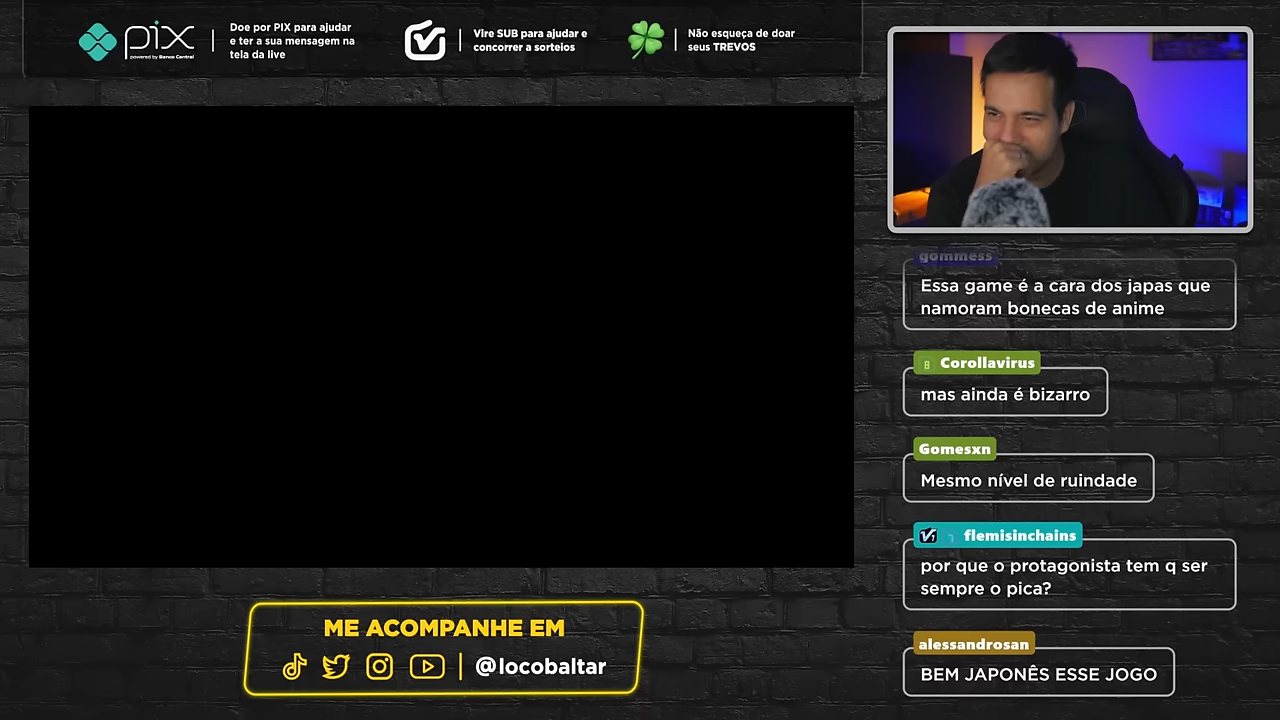 pix
powered by Banco Central
Doe por PIX para ajudar
e ter a sua mensagem na
tela da live
Vire SUB para ajudar e
concorrer a sorteios
Não esqueça de doar
seus TREVOS
gommess
Essa game é a cara dos japas que
namoram bonecas de anime
Corollavirus
mas ainda é bizarro
Gomesxn
Mesmo nível de ruindade
flemisinchains
por que o protagonista tem q ser
sempre o pica?
alessandrosan
BEM JAPONÊS ESSE JOGO
ME ACOMPANHE EM
@locobaltar